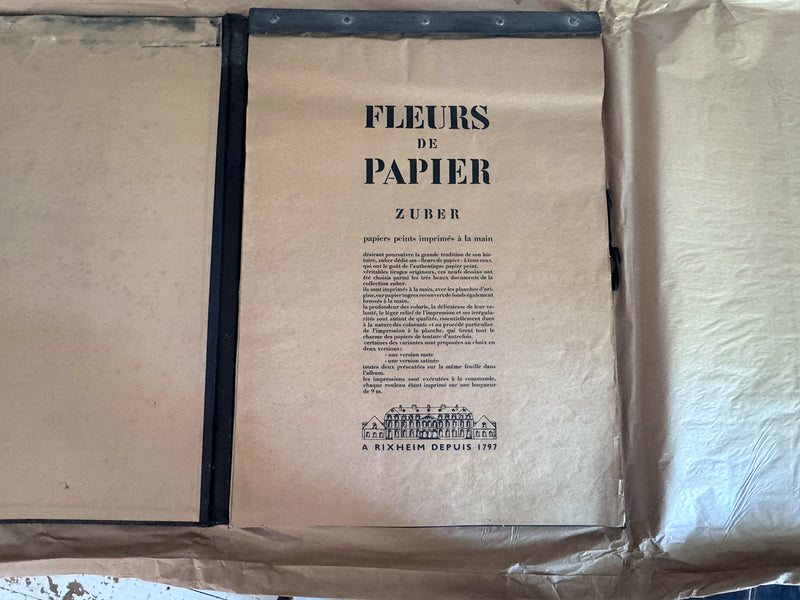 FLEURS
DE
PAPIER
ZUBER
papiers peints imprimés à la main
désirant poursuivre la grande tradition de son his-
toire, zuber dédie ses «fleurs de papier» à tous ceux
qui ont le goût de l'authentique papier peint.
véritables tirages originaux, ces neufs dessins ont
été choisis parmi les très beaux documents de la
collection zuber.
ils sont imprimés à la main, avec les planches d'ori-
gine, sur papier ingres recouvert de fonds également
brossés à la main.
la profondeur des coloris, la délicatesse de leur ve-
louté, le léger relief de l'impression et ses irrégula-
rités sont autant de qualités, essentiellement dues
à la nature des colorants et au procédé particulier
de l'impression à la planche, qui firent tout le
charme des papiers de tenture d'autrefois.
certaines des variantes sont proposées au choix en
deux versions:
- une version mate
- une version satinée
toutes deux présentées sur la même feuille dans
l'album.
les impressions sont exécutées à la commande,
chaque rouleau étant imprimé sur une longueur
de 9 m.
A RIXHEIM DEPUIS 1797